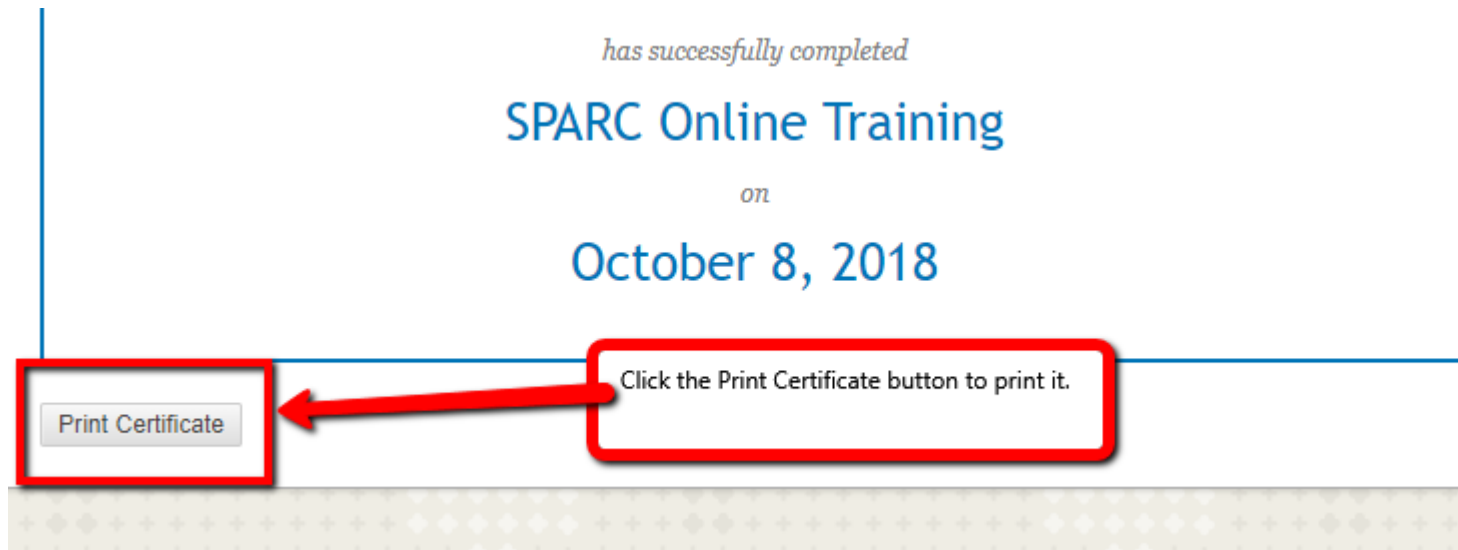 has successfully completed
SPARC Online Training
on
October 8, 2018
Click the Print Certificate button to print it.
Print Certificate